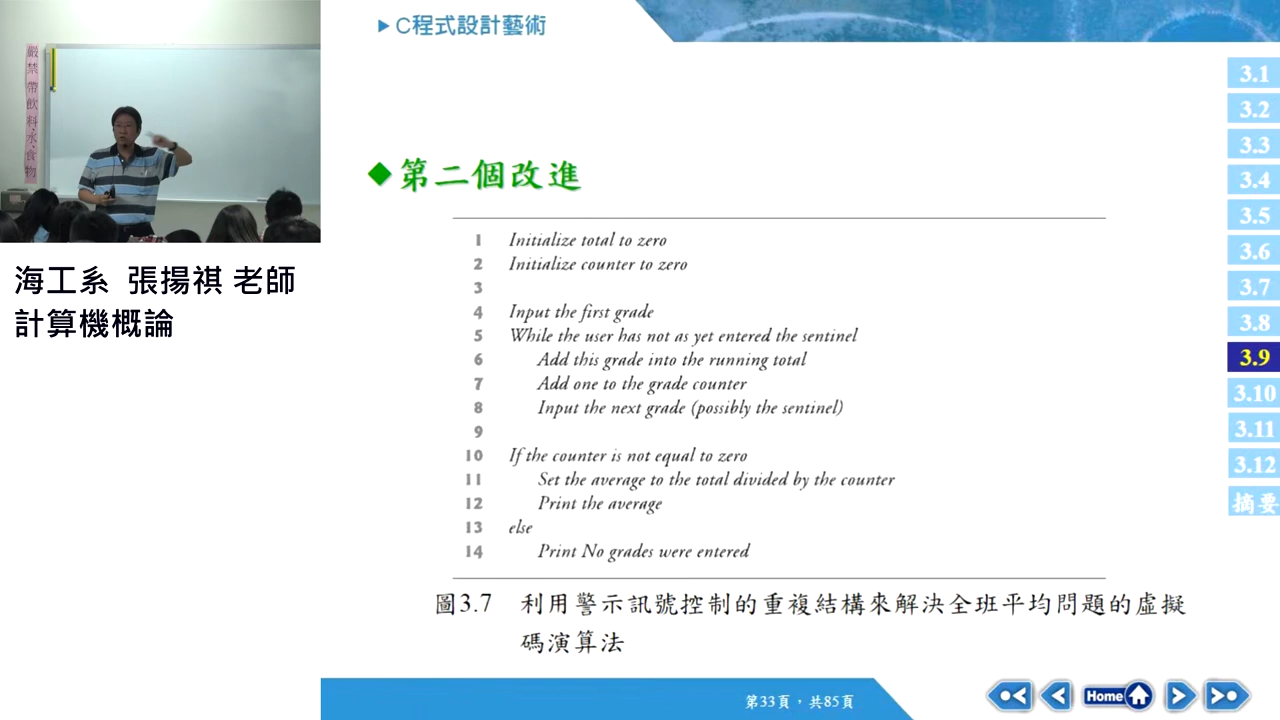 嚴禁帶飲料、水、食物
海工系 張揚祺 老師
計算機概論
C程式設計藝術
第二個改進
1 Initialize total to zero
2 Initialize counter to zero
3
4 Input the first grade
5 While the user has not as yet entered the sentinel
6 Add this grade into the running total
7 Add one to the grade counter
8 Input the next grade (possibly the sentinel)
9
10 If the counter is not equal to zero
11 Set the average to the total divided by the counter
12 Print the average
13 else
14 Print No grades were entered
圖3.7 利用警示訊號控制的重複結構來解決全班平均問題的虛擬
碼演算法
3.1
3.2
3.3
3.4
3.5
3.6
3.7
3.8
3.9
3.10
3.11
3.12
摘要
第33頁，共85頁
Home